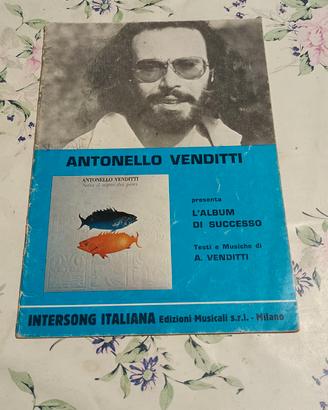 ANTONELLO VENDITTI
ANTONELLO VENDITTI
Sotto il segno dei pesci
presenta
L'ALBUM
DI SUCCESSO
Testi e Musiche di
A. VENDITTI
INTERSONG ITALIANA Edizioni Musicali s.r.l. - Milano